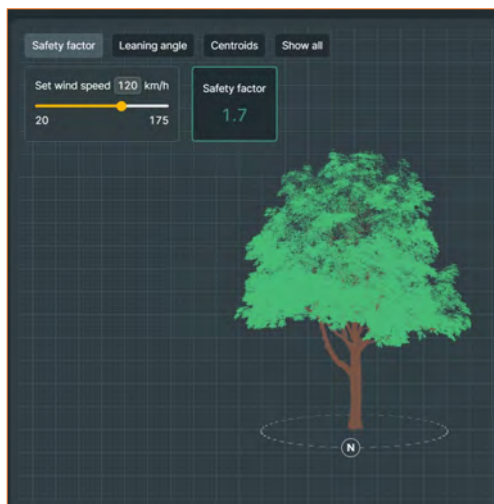 Safety factor Leaning angle Centroids Show all
Set wind speed 120 km/h
20 175
Safety factor
1.7
N